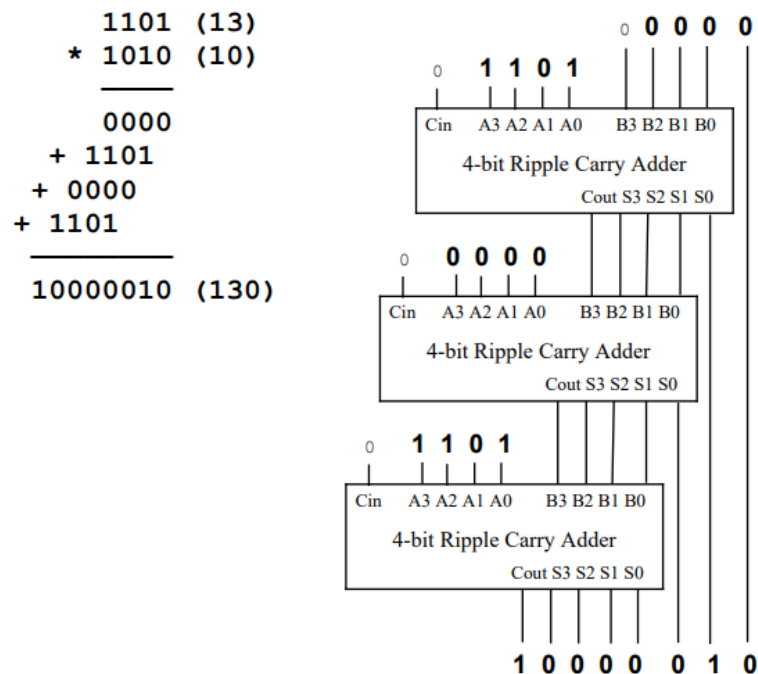 1101 (13)
* 1010 (10)
0000
+ 1101
+ 0000
+ 1101
10000010 (130)
0 0 0 0 0
0 1 1 0 1
Cin A3 A2 A1 A0 B3 B2 B1 B0
4-bit Ripple Carry Adder
Cout S3 S2 S1 S0
0 0 0 0 0
Cin A3 A2 A1 A0 B3 B2 B1 B0
4-bit Ripple Carry Adder
Cout S3 S2 S1 S0
0 1 1 0 1
Cin A3 A2 A1 A0 B3 B2 B1 B0
4-bit Ripple Carry Adder
Cout S3 S2 S1 S0
1 0 0 0 0 0 1 0